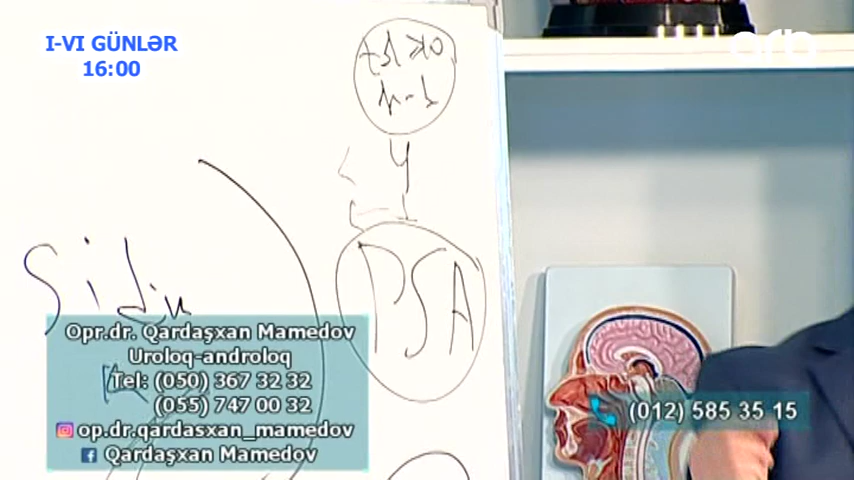 I-VI GÜNLƏR
16:00
PSA
Sidiu
Opr.dr. Qardaşxan Mamedov
Uroloq-androloq
Tel: (050) 367 32 32
(055) 747 00 32
op.dr.qardasxan_mamedov
Qardaşxan Mamedov
(012) 585 35 15